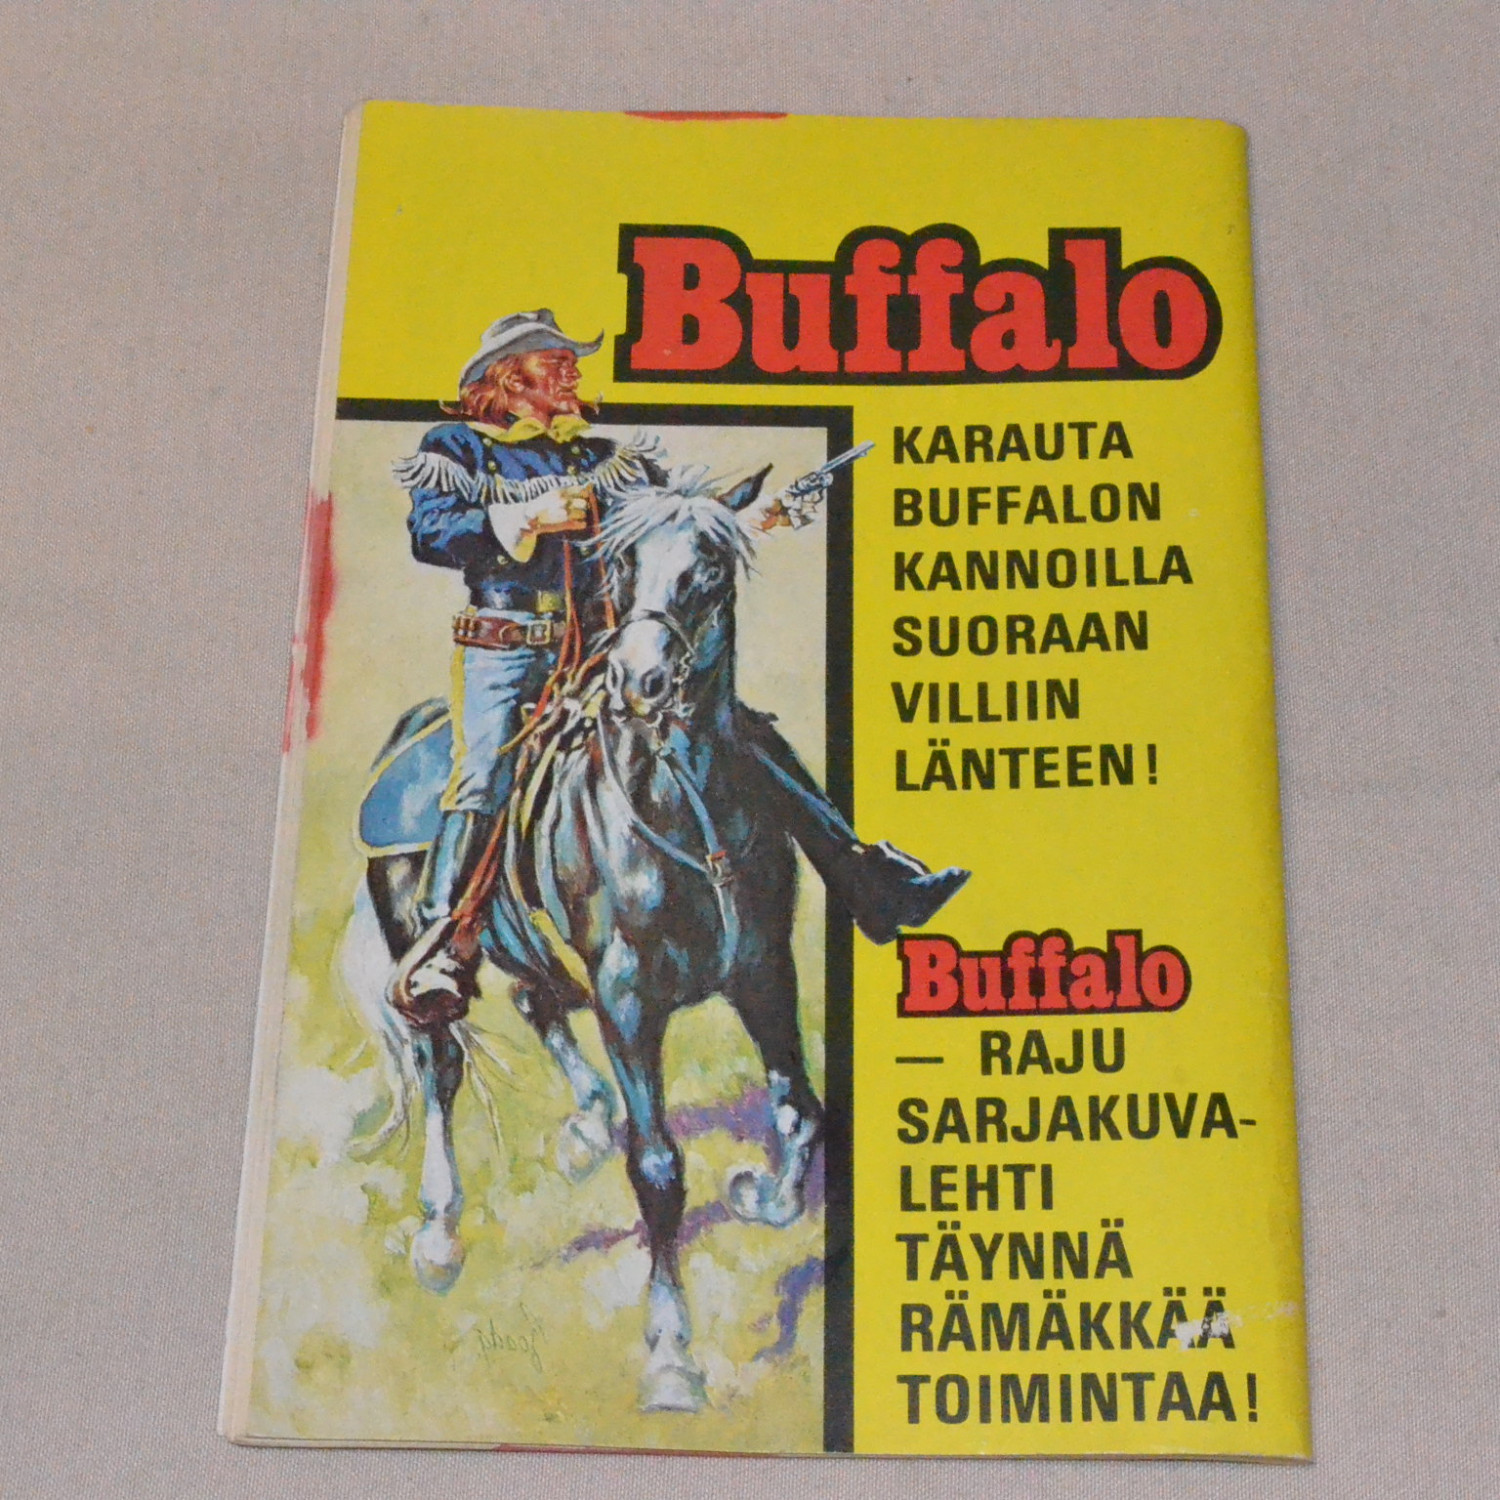 Buffalo
KARAUTA
BUFFALON
KANNOILLA
SUORAAN
VILLIIN
LÄNTEEN!
Buffalo
— RAJU
SARJAKUVA-
LEHTI
TÄYNNÄ
RÄMÄKKÄÄ
TOIMINTAA!